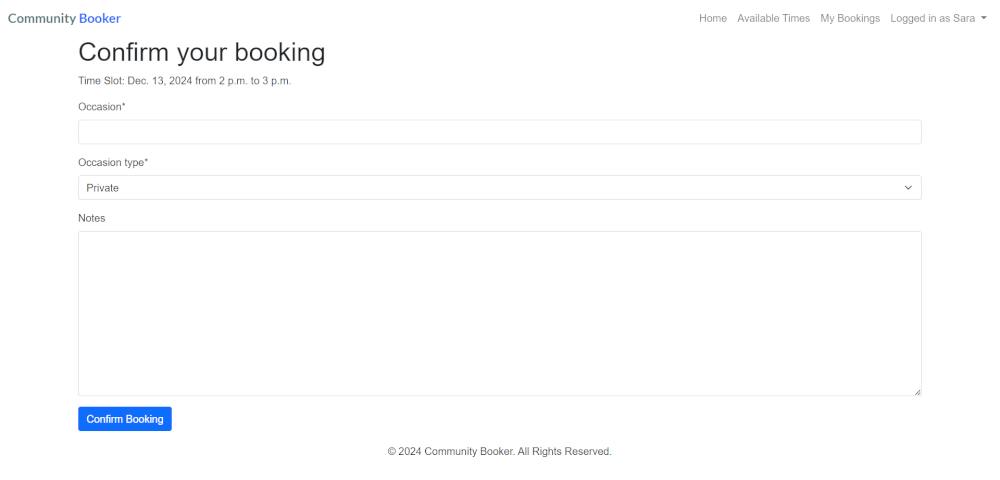 Community Booker
Home Available Times My Bookings Logged in as Sara
Confirm your booking
Time Slot: Dec. 13, 2024 from 2 p.m. to 3 p.m.
Occasion*
Occasion type*
Private
Notes
Confirm Booking
© 2024 Community Booker. All Rights Reserved.